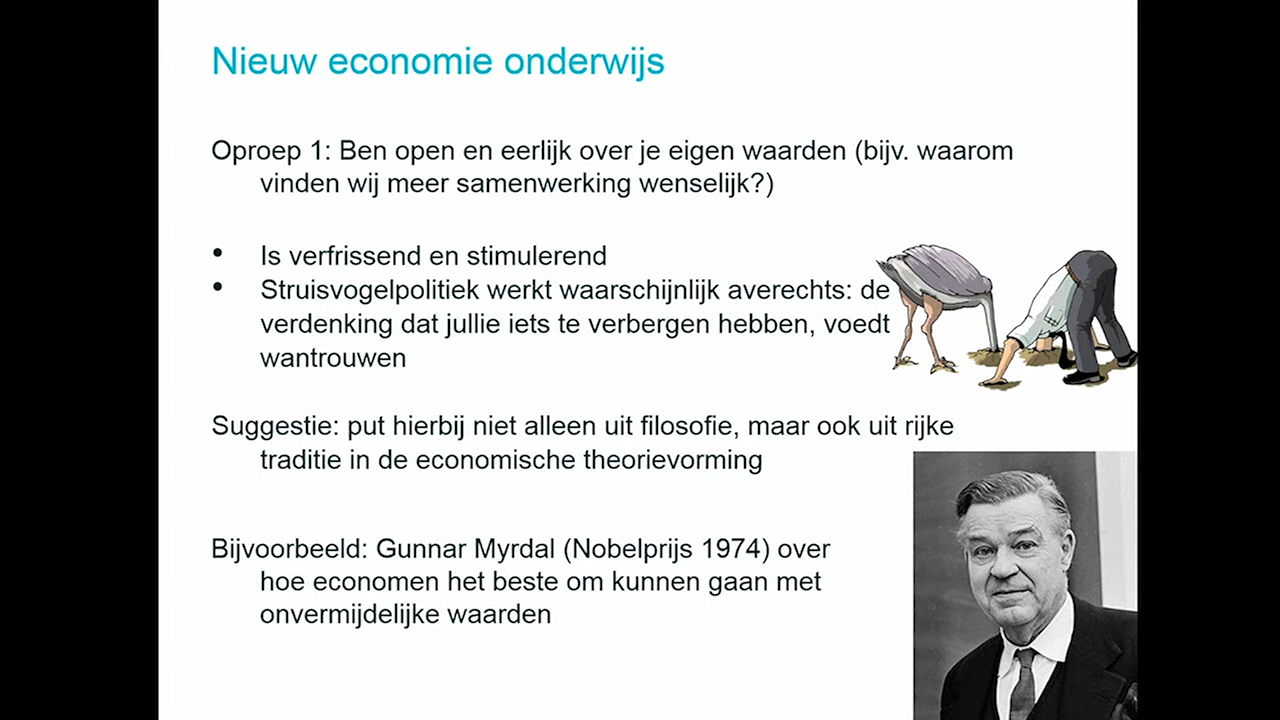 Nieuw economie onderwijs
Oproep 1: Ben open en eerlijk over je eigen waarden (bijv. waarom
vinden wij meer samenwerking wenselijk?)
• Is verfrissend en stimulerend
• Struisvogelpolitiek werkt waarschijnlijk averechts: de
verdenking dat jullie iets te verbergen hebben, voedt
wantrouwen
Suggestie: put hierbij niet alleen uit filosofie, maar ook uit rijke
traditie in de economische theorievorming
Bijvoorbeeld: Gunnar Myrdal (Nobelprijs 1974) over
hoe economen het beste om kunnen gaan met
onvermijdelijke waarden